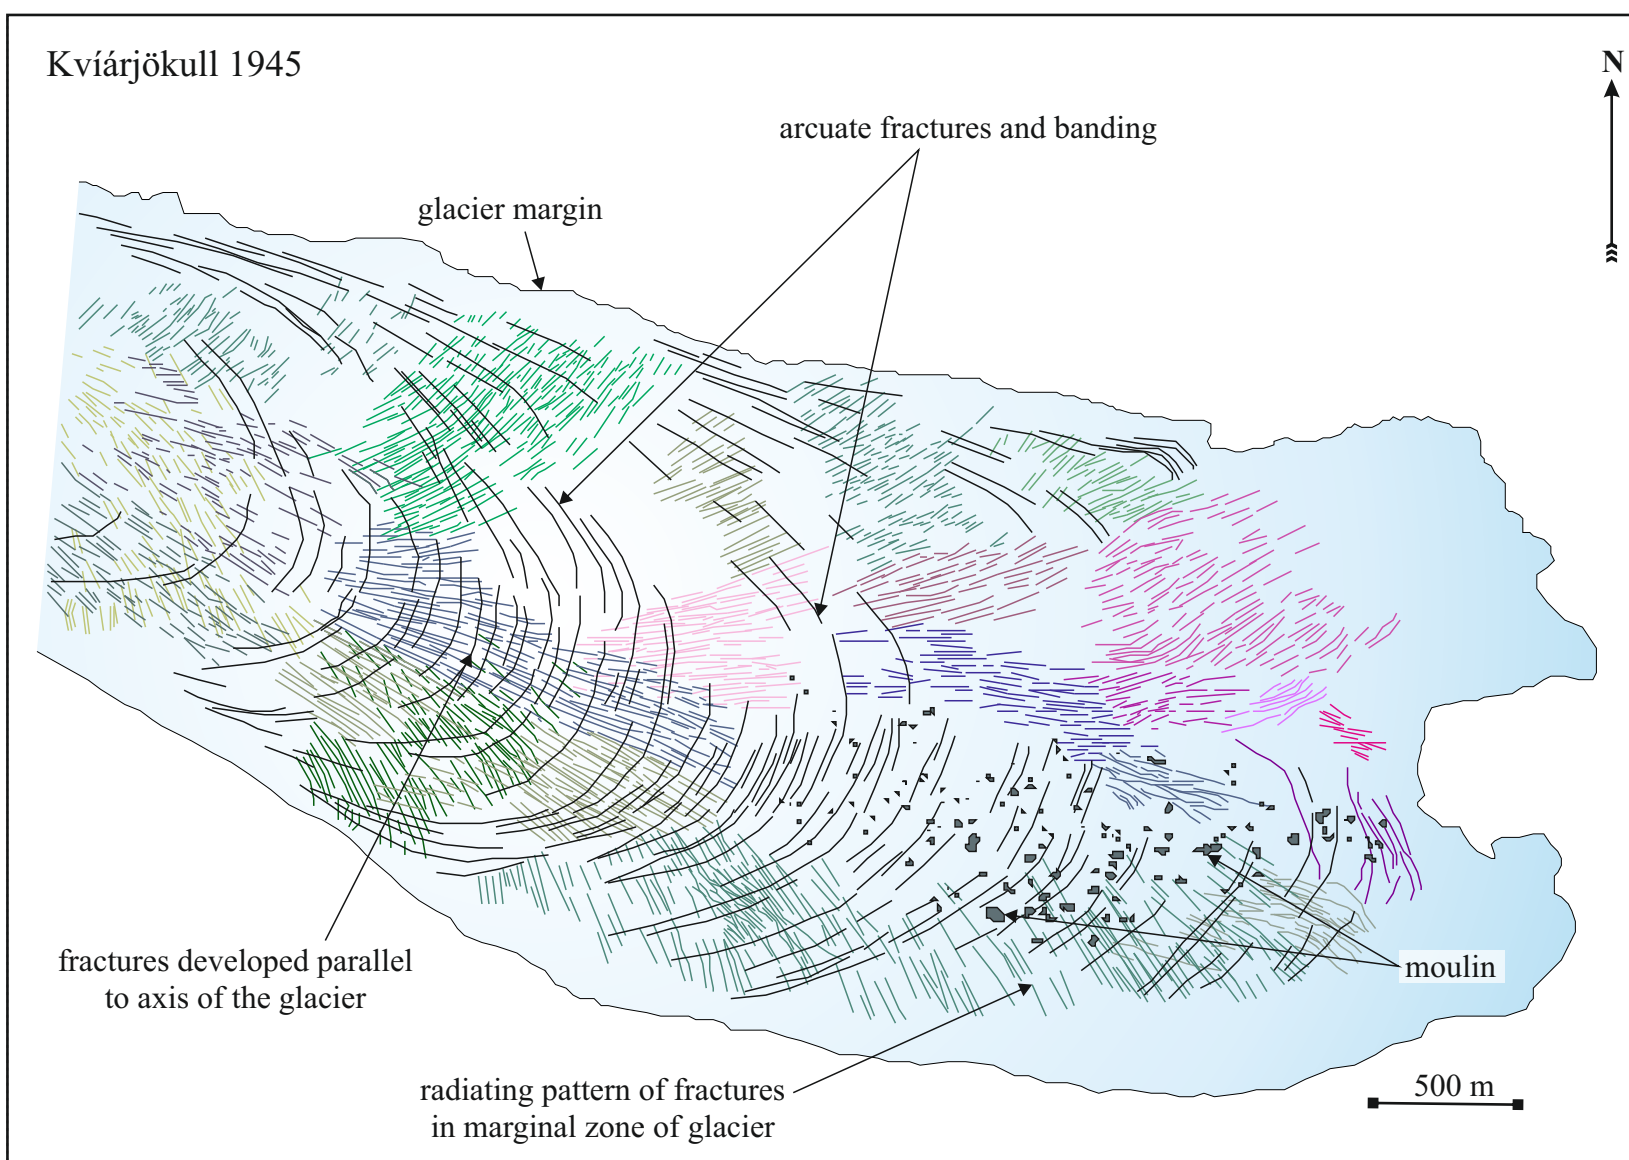 Kvíárjökull 1945
N
arcuate fractures and banding
glacier margin
fractures developed parallel
to axis of the glacier
moulin
radiating pattern of fractures
in marginal zone of glacier
500 m